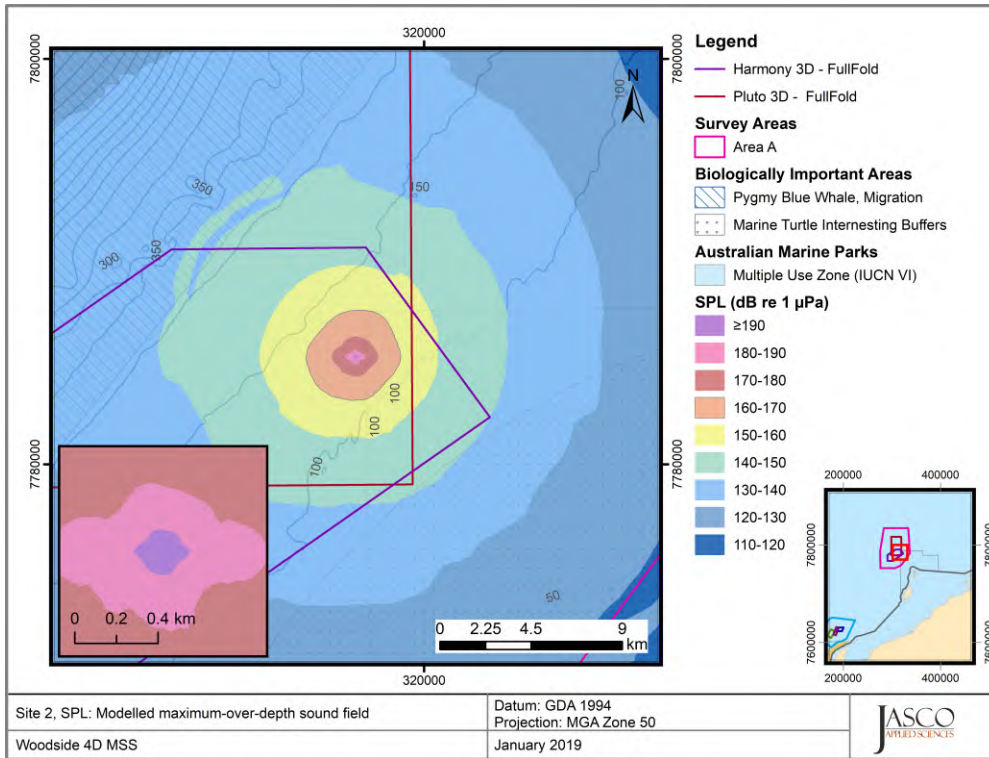 320000
7800000
7800000
N
100
150
350
350
300
100
100
100
50
7780000
7780000
0 0.2 0.4 km
0 2.25 4.5 9
km
320000
Legend
Harmony 3D - FullFold
Pluto 3D - FullFold
Survey Areas
Area A
Biologically Important Areas
Pygmy Blue Whale, Migration
Marine Turtle Internesting Buffers
Australian Marine Parks
Multiple Use Zone (IUCN VI)
SPL (dB re 1 µPa)
≥190
180-190
170-180
160-170
150-160
140-150
130-140
120-130
110-120
200000 400000
7800000
7800000
7600000
7600000
200000 400000
Site 2, SPL: Modelled maximum-over-depth sound field
Datum: GDA 1994
Projection: MGA Zone 50
Woodside 4D MSS
January 2019
JASCO
APPLIED SCIENCES